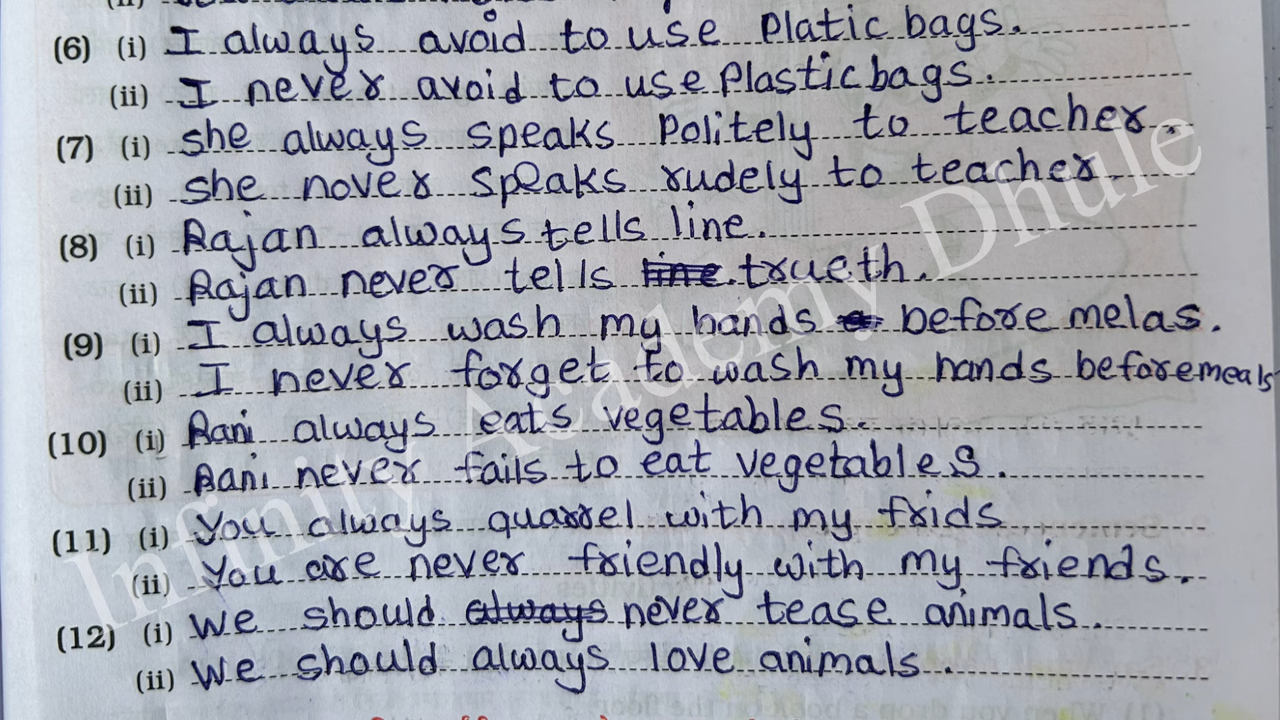 (6) (i) I always avoid to use Platic bags.
(ii) I never avoid to use Plastic bags.
(7) (i) she always speaks Politely to teacher.
(ii) she nover speaks rudely to teacher.
(8) (i) Rajan always tells line.
(ii) Rajan never tells line trueth.
(9) (i) I always wash my hands before melas.
(ii) I never forget to wash my hands before meals
(10) (i) Rani always eats vegetables.
(ii) Rani never fails to eat vegetables.
(11) (i) You always quarrel with my frids
(ii) You are never friendly with my friends.
(12) (i) We should always never tease animals.
(ii) We should always love animals.
Infinity Academy Dhule